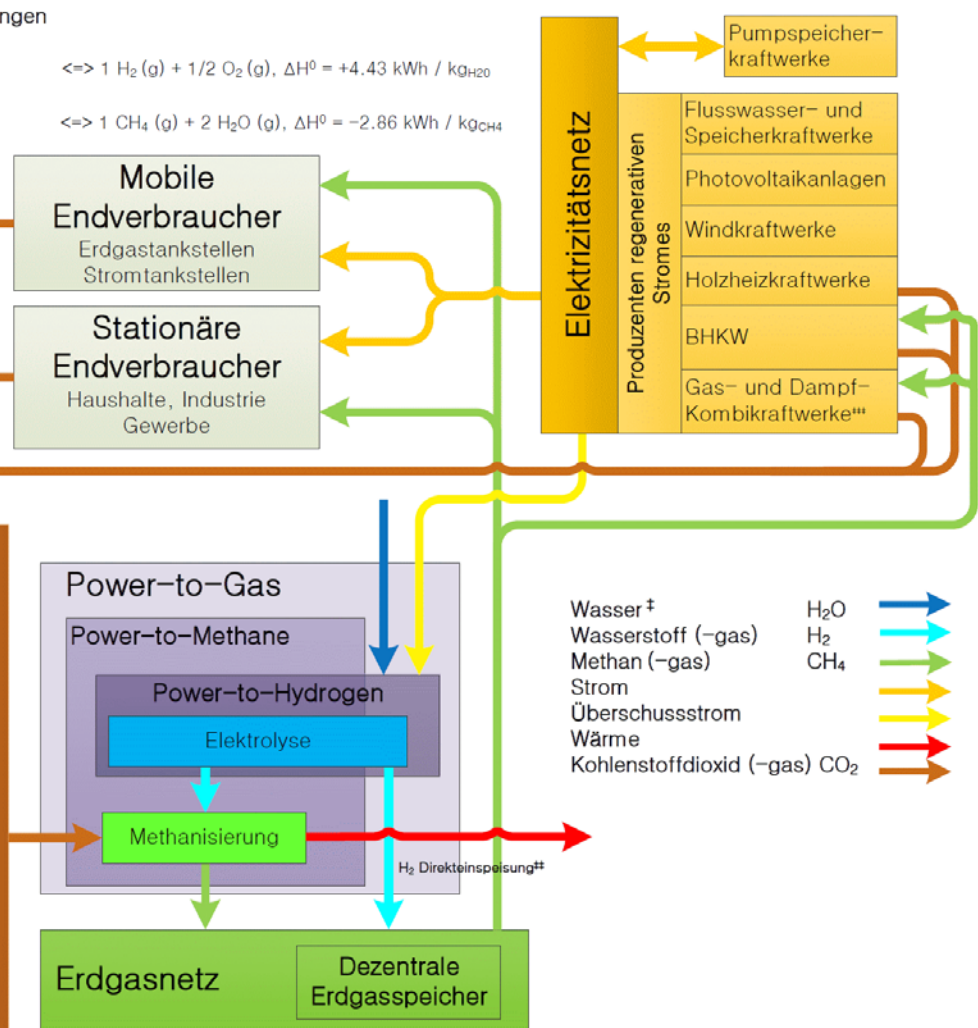 ngen
<=> 1 H₂ (g) + 1/2 O₂ (g), ΔH⁰ = +4.43 kWh / kg_H20
<=> 1 CH₄ (g) + 2 H₂O (g), ΔH⁰ = −2.86 kWh / kg_CH4
Mobile
Endverbraucher
Erdgastankstellen
Stromtankstellen
Stationäre
Endverbraucher
Haushalte, Industrie
Gewerbe
Elektrizitätsnetz
Pumpspeicher-
kraftwerke
Produzenten regenerativen
Stromes
Flusswasser- und
Speicherkraftwerke
Photovoltaikanlagen
Windkraftwerke
Holzheizkraftwerke
BHKW
Gas- und Dampf-
Kombikraftwerke
Power-to-Gas
Power-to-Methane
Power-to-Hydrogen
Elektrolyse
Methanisierung
H₂ Direkteinspeisung‡‡
Erdgasnetz
Dezentrale
Erdgasspeicher
Wasser‡ H₂O
Wasserstoff (-gas) H₂
Methan (-gas) CH₄
Strom
Überschussstrom
Wärme
Kohlenstoffdioxid (-gas) CO₂